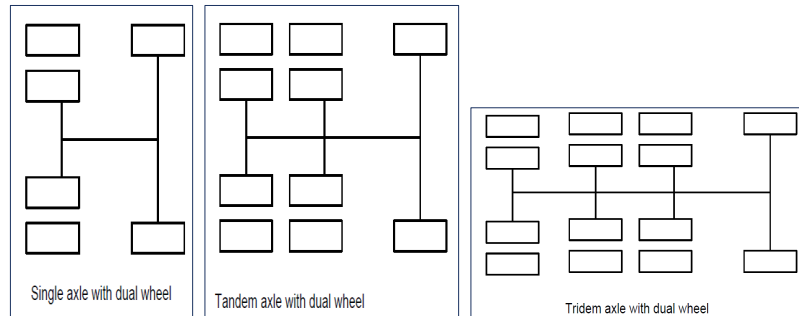 Single axle with dual wheel
Tandem axle with dual wheel
Tridem axle with dual wheel